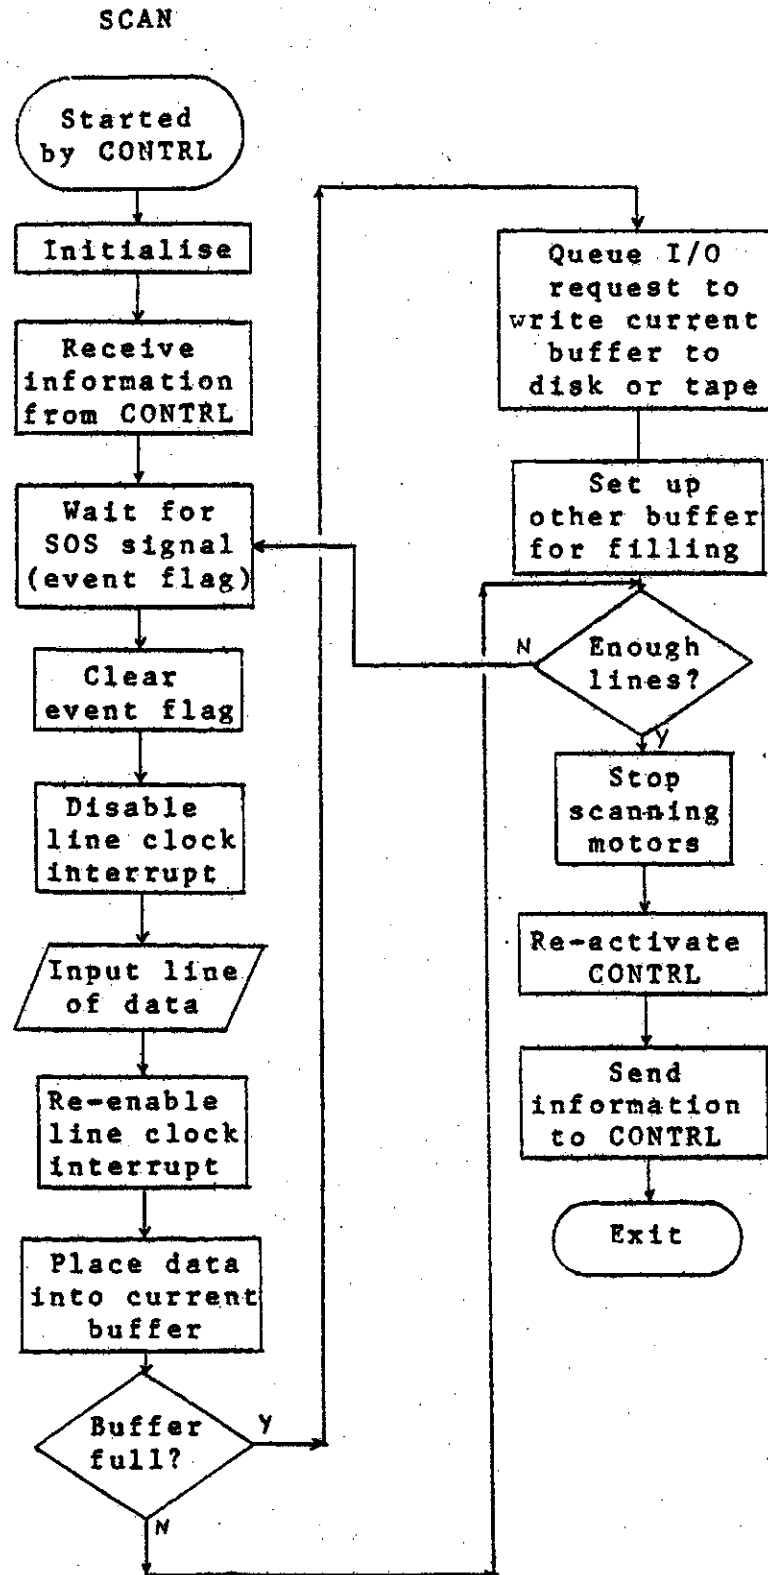 SCAN
Started
by CONTRL
Initialise
Receive
information
from CONTRL
Wait for
SOS signal
(event flag)
Clear
event flag
Disable
line clock
interrupt
Input line
of data
Re-enable
line clock
interrupt
Place data
into current
buffer
Buffer
full?
Y
N
Queue I/O
request to
write current
buffer to
disk or tape
Set up
other buffer
for filling
Enough
lines?
N
Y
Stop
scanning
motors
Re-activate
CONTRL
Send
information
to CONTRL
Exit